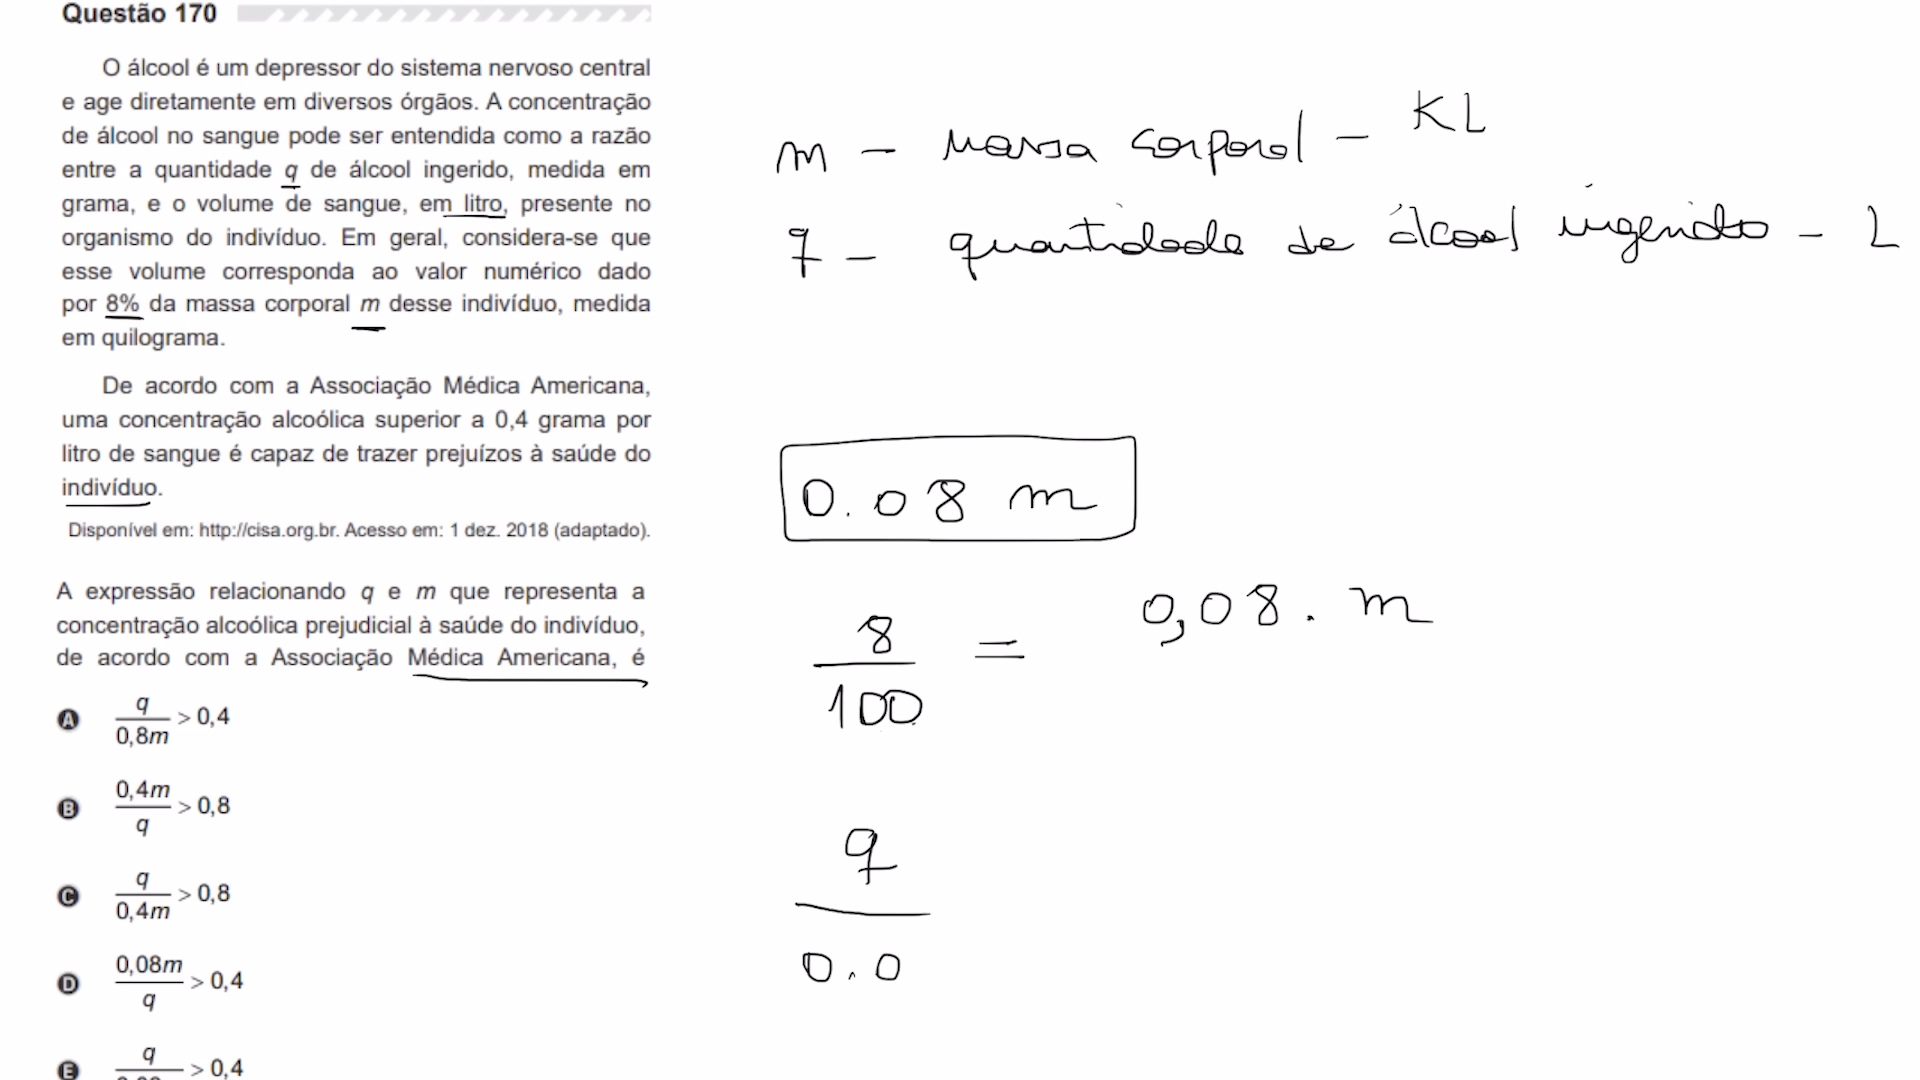 Questão 170
O álcool é um depressor do sistema nervoso central
e age diretamente em diversos órgãos. A concentração
de álcool no sangue pode ser entendida como a razão
entre a quantidade q de álcool ingerido, medida em
grama, e o volume de sangue, em litro, presente no
organismo do indivíduo. Em geral, considera-se que
esse volume corresponda ao valor numérico dado
por 8% da massa corporal m desse indivíduo, medida
em quilograma.
De acordo com a Associação Médica Americana,
uma concentração alcoólica superior a 0,4 grama por
litro de sangue é capaz de trazer prejuízos à saúde do
indivíduo.
Disponível em: http://cisa.org.br. Acesso em: 1 dez. 2018 (adaptado).
A expressão relacionando q e m que representa a
concentração alcoólica prejudicial à saúde do indivíduo,
de acordo com a Associação Médica Americana, é
A q/0,8m > 0,4
B 0,4m/q > 0,8
C q/0,4m > 0,8
D 0,08m/q > 0,4
E q/ > 0,4
m - massa corporal - KL
q - quantidade de álcool ingerido - L
0.08 m
8/100 = 0,08 . m
q
0.0